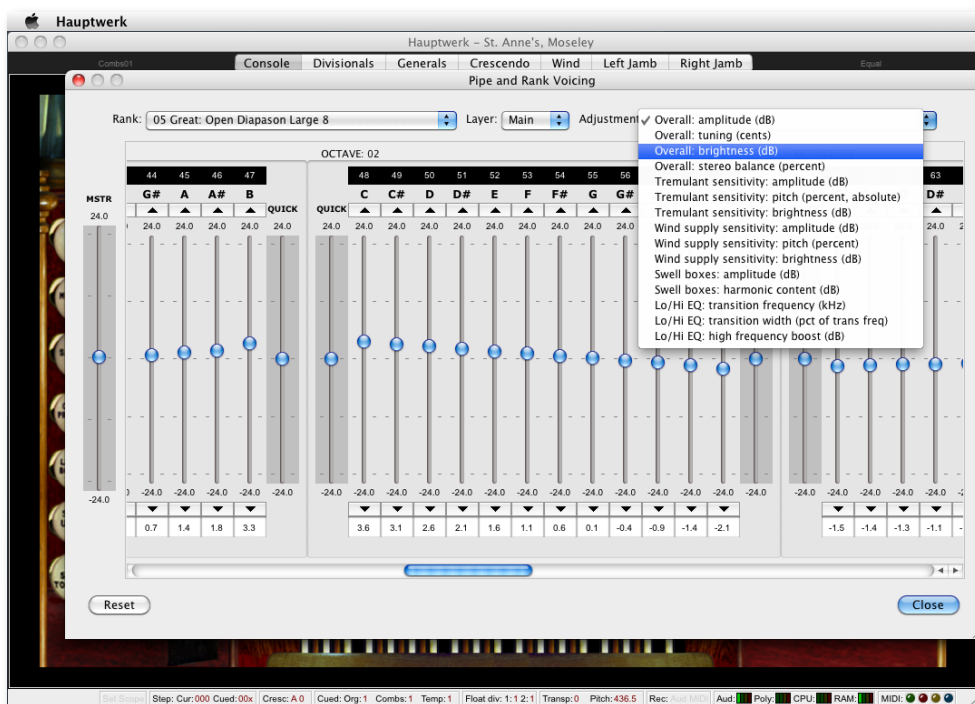 Hauptwerk
Hauptwerk – St. Anne's, Moseley
Combs01 Console Divisionals Generals Crescendo Wind Left Jamb Right Jamb Equal
Pipe and Rank Voicing
Rank: 05 Great: Open Diapason Large 8 Layer: Main Adjustment
✓ Overall: amplitude (dB)
Overall: tuning (cents)
Overall: brightness (dB)
Overall: stereo balance (percent)
Tremulant sensitivity: amplitude (dB)
Tremulant sensitivity: pitch (percent, absolute)
Tremulant sensitivity: brightness (dB)
Wind supply sensitivity: amplitude (dB)
Wind supply sensitivity: pitch (percent)
Wind supply sensitivity: brightness (dB)
Swell boxes: amplitude (dB)
Swell boxes: harmonic content (dB)
Lo/Hi EQ: transition frequency (kHz)
Lo/Hi EQ: transition width (pct of trans freq)
Lo/Hi EQ: high frequency boost (dB)
OCTAVE: 02
44 45 46 47 48 49 50 51 52 53 54 55 56 63
MSTR G# A A# B C C# D D# E F F# G G# D#
QUICK QUICK
24.0 24.0 24.0 24.0 24.0 24.0 24.0 24.0 24.0 24.0 24.0 24.0 24.0 24.0 24.0 24.0 24.0
-24.0 -24.0 -24.0 -24.0 -24.0 -24.0 -24.0 -24.0 -24.0 -24.0 -24.0 -24.0 -24.0 -24.0 -24.0 -24.0 -24.0 -24.0 -24.0 -24.0 -24.0 -24.0 -24.0 -24.0 -24.0
0.7 1.4 1.8 3.3 3.6 3.1 2.6 2.1 1.6 1.1 0.6 0.1 -0.4 -0.9 -1.4 -2.1 -1.5 -1.4 -1.3 -1.1
Reset Close
Set Scope Step: Cur:000 Cued:00x Cresc: A 0 Cued: Org:1 Combs:1 Temp:1 Float div: 1:1 2:1 Transp:0 Pitch:436.5 Rec: Aud MIDI Aud: Poly: CPU: RAM: MIDI: